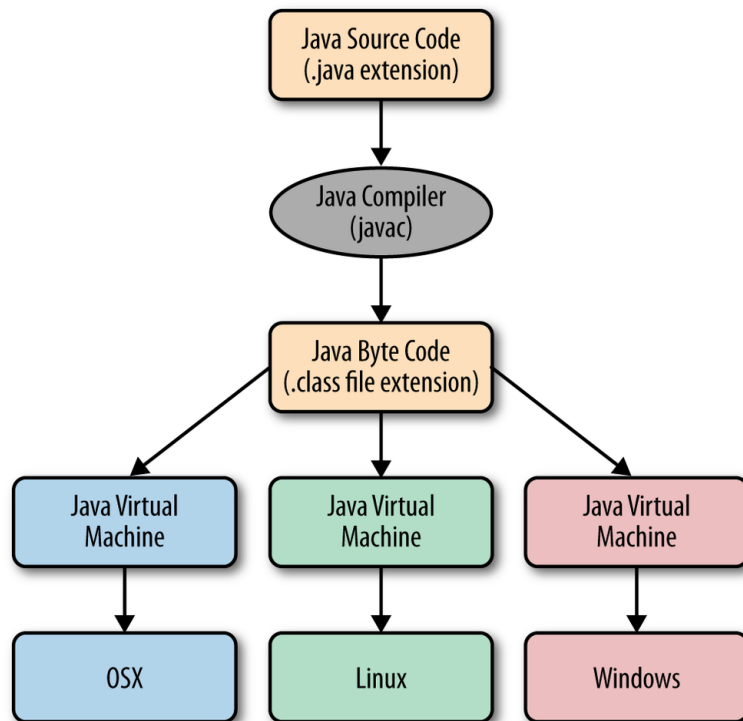 Java Source Code
(.java extension)
Java Compiler
(javac)
Java Byte Code
(.class file extension)
Java Virtual
Machine
Java Virtual
Machine
Java Virtual
Machine
OSX
Linux
Windows